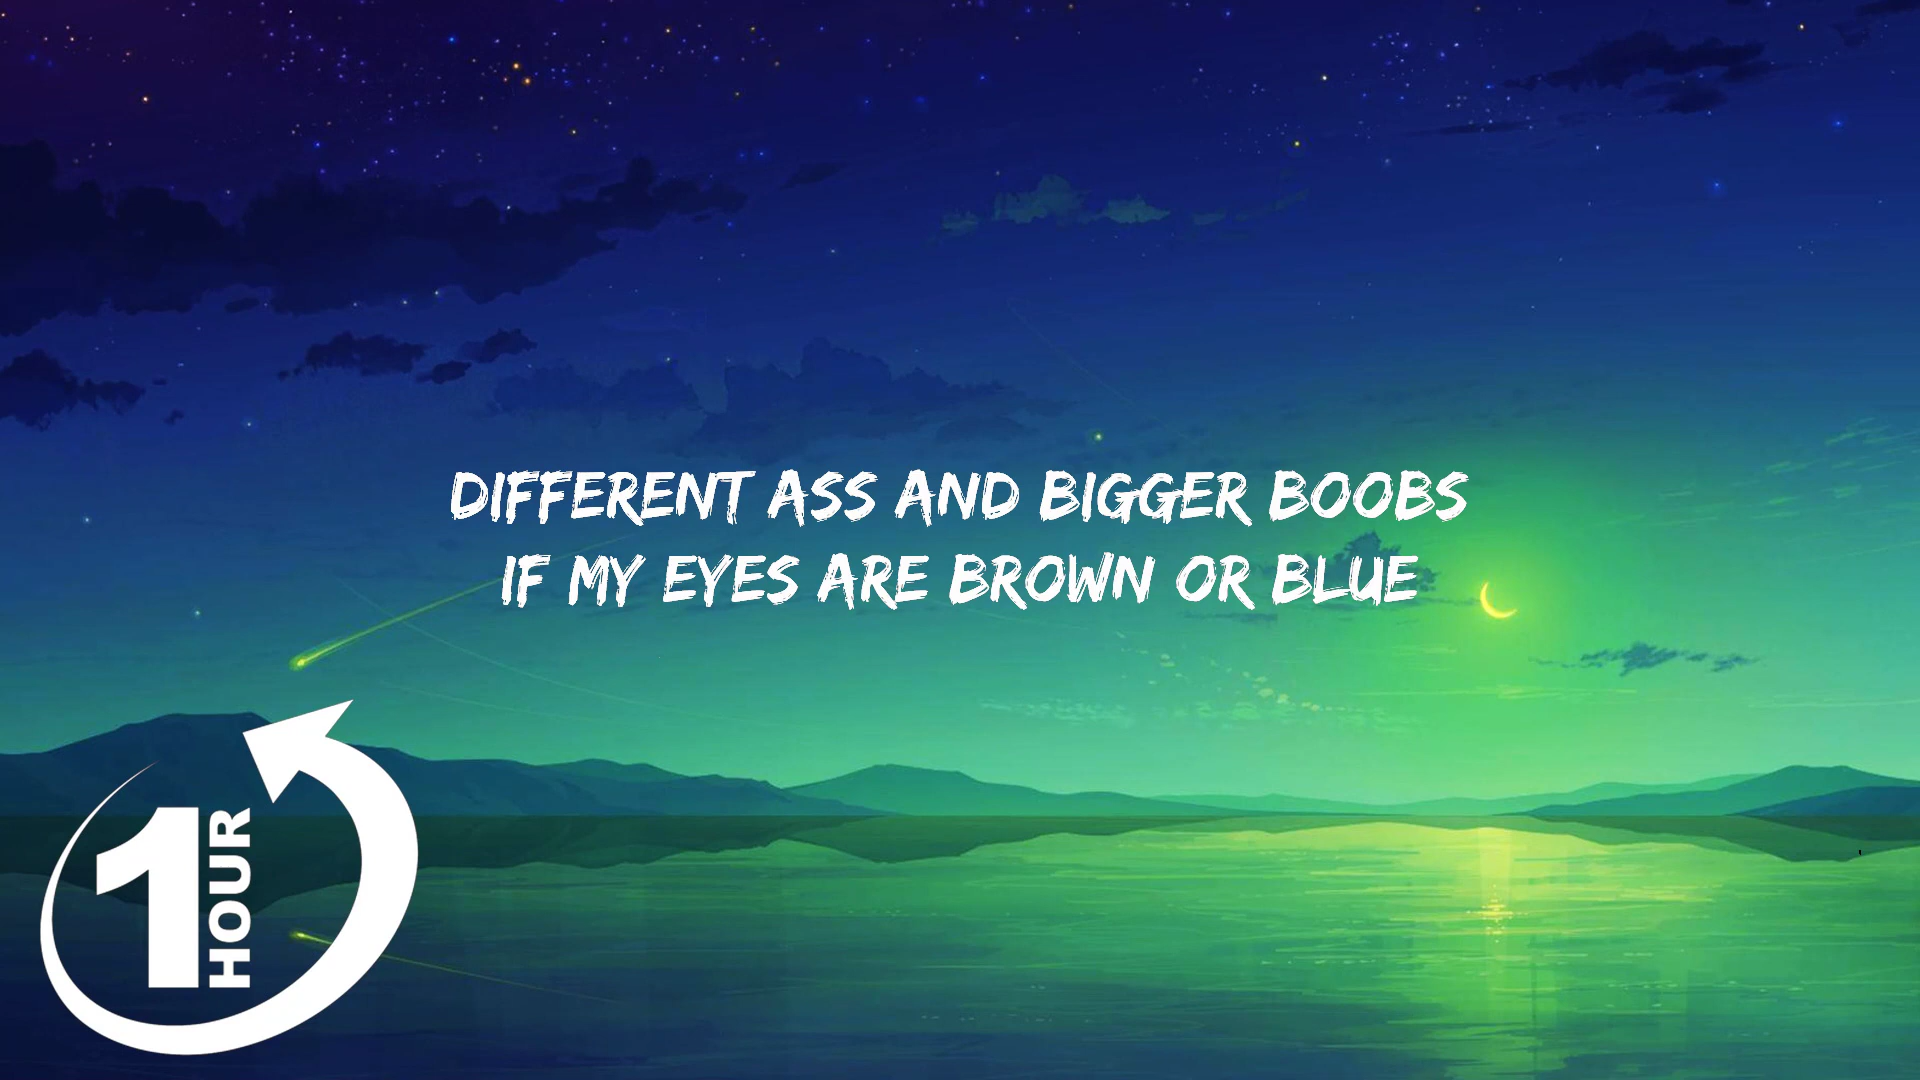 DIFFERENT ASS AND BIGGER BOOBS
IF MY EYES ARE BROWN OR BLUE
1
HOUR